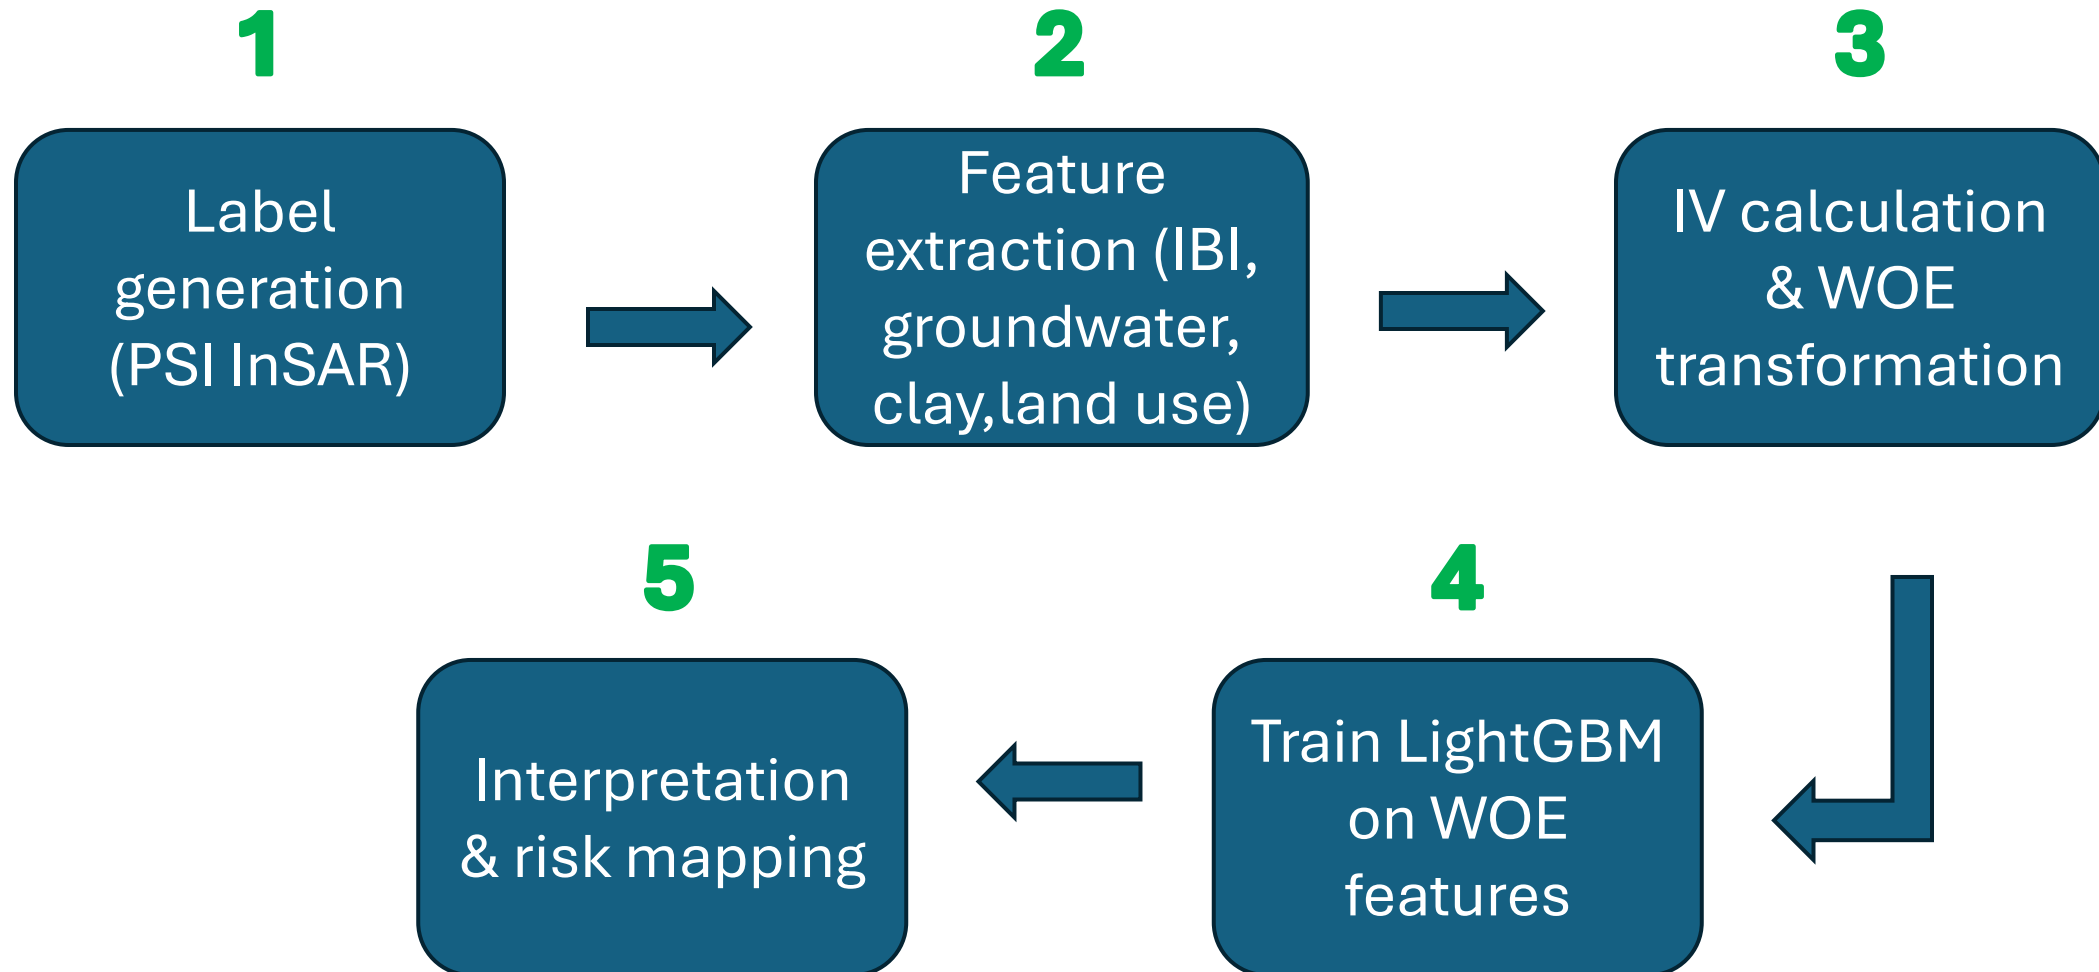 1
Label
generation
(PSI InSAR)
2
Feature
extraction (IBI,
groundwater,
clay,land use)
3
IV calculation
& WOE
transformation
4
Train LightGBM
on WOE
features
5
Interpretation
& risk mapping